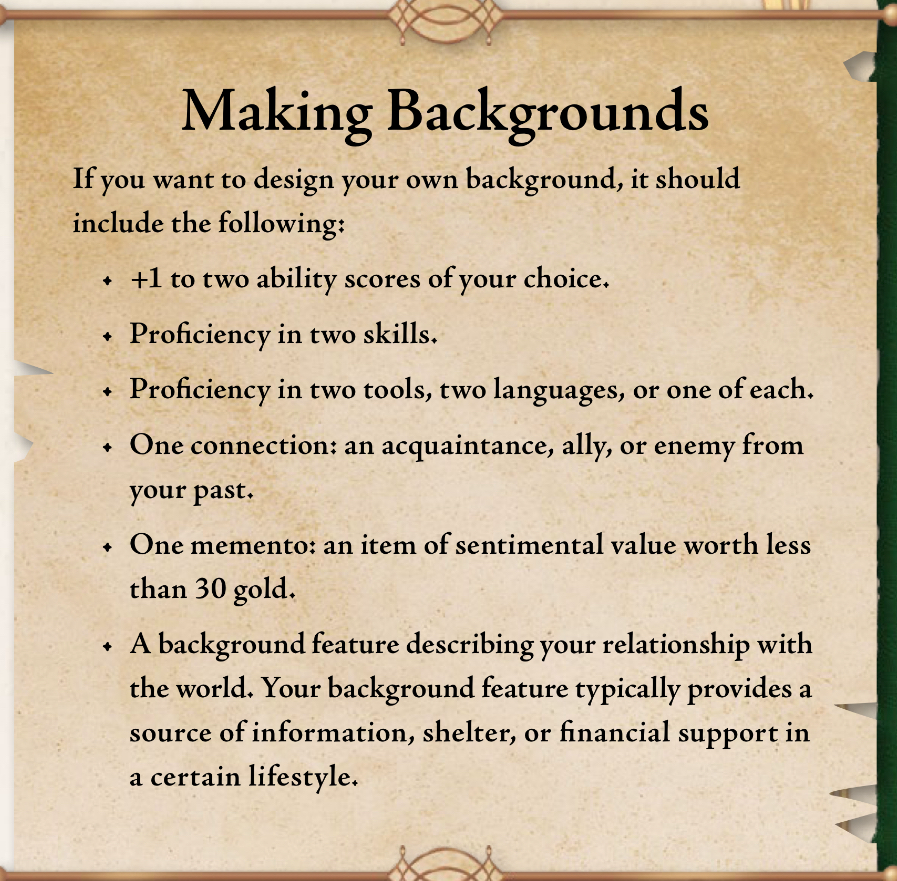 Making Backgrounds
If you want to design your own background, it should
include the following:
+1 to two ability scores of your choice.
Proficiency in two skills.
Proficiency in two tools, two languages, or one of each.
One connection: an acquaintance, ally, or enemy from
your past.
One memento: an item of sentimental value worth less
than 30 gold.
A background feature describing your relationship with
the world. Your background feature typically provides a
source of information, shelter, or financial support in
a certain lifestyle.